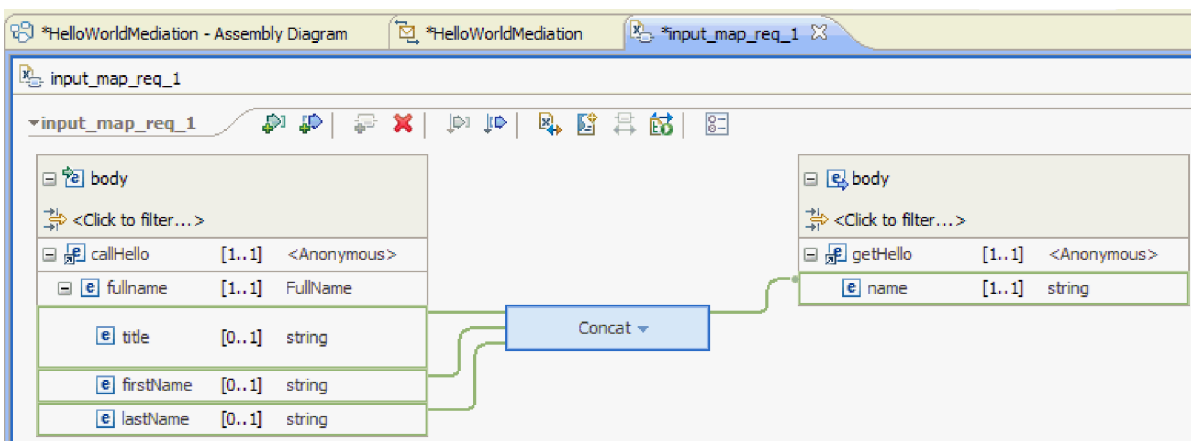 *HelloWorldMediation - Assembly Diagram *HelloWorldMediation *input_map_req_1
input_map_req_1
input_map_req_1
body body
<Click to filter...> <Click to filter...>
callHello [1..1] <Anonymous> getHello [1..1] <Anonymous>
fullname [1..1] FullName name [1..1] string
Concat
title [0..1] string
firstName [0..1] string
lastName [0..1] string